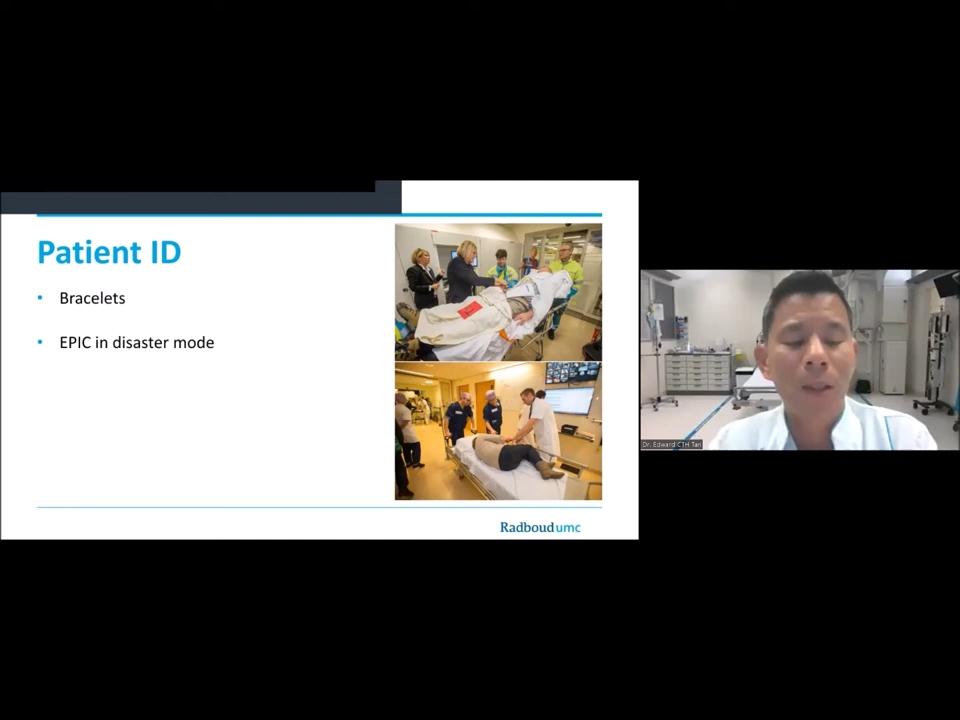 Patient ID
• Bracelets
• EPIC in disaster mode
Radboudumc
Dr. Edward CTH Tan